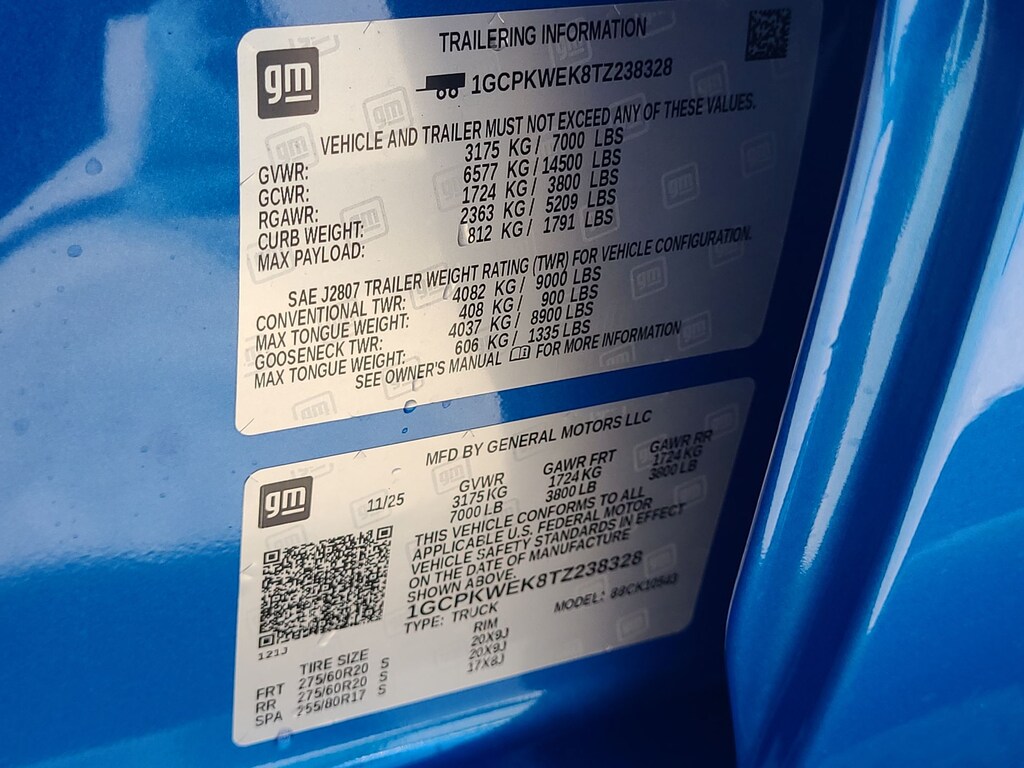 gm
TRAILERING INFORMATION
1GCPKWEK8TZ238328
VEHICLE AND TRAILER MUST NOT EXCEED ANY OF THESE VALUES.
GVWR: 3175 KG/ 7000 LBS
GCWR: 6577 KG/ 14500 LBS
RGAWR: 1724 KG/ 3800 LBS
CURB WEIGHT: 2363 KG/ 5209 LBS
MAX PAYLOAD: 812 KG/ 1791 LBS
SAE J2807 TRAILER WEIGHT RATING (TWR) FOR VEHICLE CONFIGURATION.
CONVENTIONAL TWR: 4082 KG/ 9000 LBS
MAX TONGUE WEIGHT: 408 KG/ 900 LBS
GOOSENECK TWR: 4037 KG/ 8900 LBS
MAX TONGUE WEIGHT: 606 KG/ 1335 LBS
SEE OWNER'S MANUAL FOR MORE INFORMATION
gm
MFD BY GENERAL MOTORS LLC
11/25
GVWR GAWR FRT GAWR RR
3175 KG 1724 KG 1724 KG
7000 LB 3800 LB 3800 LB
THIS VEHICLE CONFORMS TO ALL
APPLICABLE U.S. FEDERAL MOTOR
VEHICLE SAFETY STANDARDS IN EFFECT
ON THE DATE OF MANUFACTURE
SHOWN ABOVE.
1GCPKWEK8TZ238328
TYPE: TRUCK MODEL:
121J
TIRE SIZE RIM
FRT 275/60R20 S 20X9J
RR 275/60R20 S 20X9J
SPA 255/80R17 S 17X8J